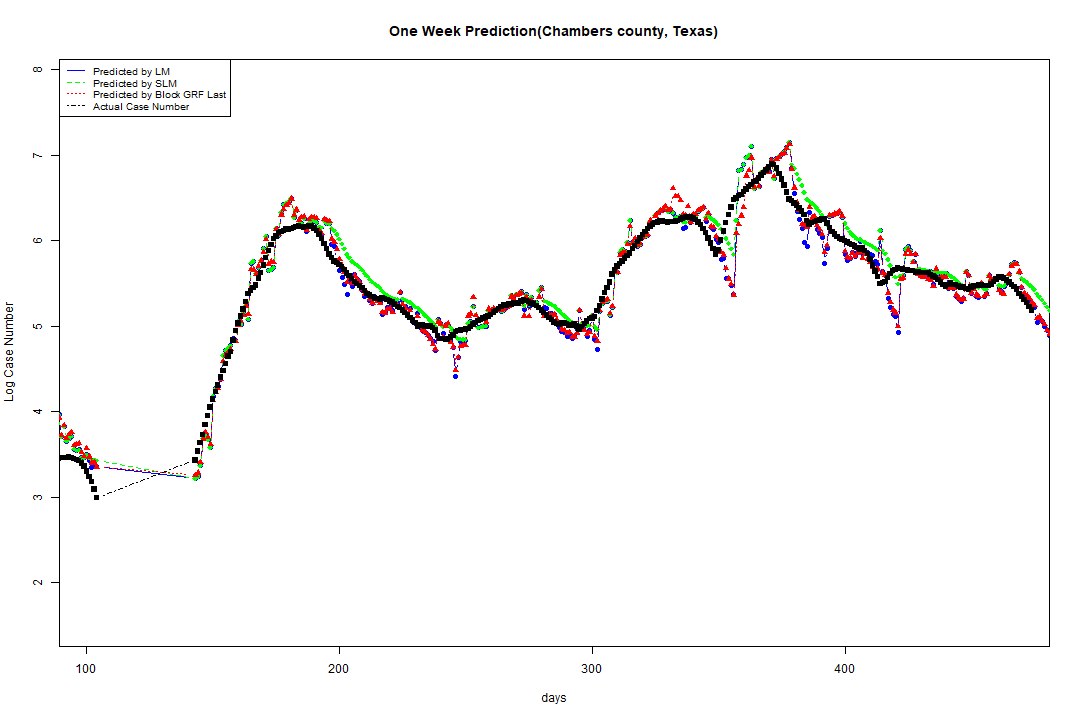 One Week Prediction(Chambers county, Texas)
Predicted by LM
Predicted by SLM
Predicted by Block GRF Last
Actual Case Number
8
7
6
5
4
3
2
Log Case Number
100 200 300 400
days